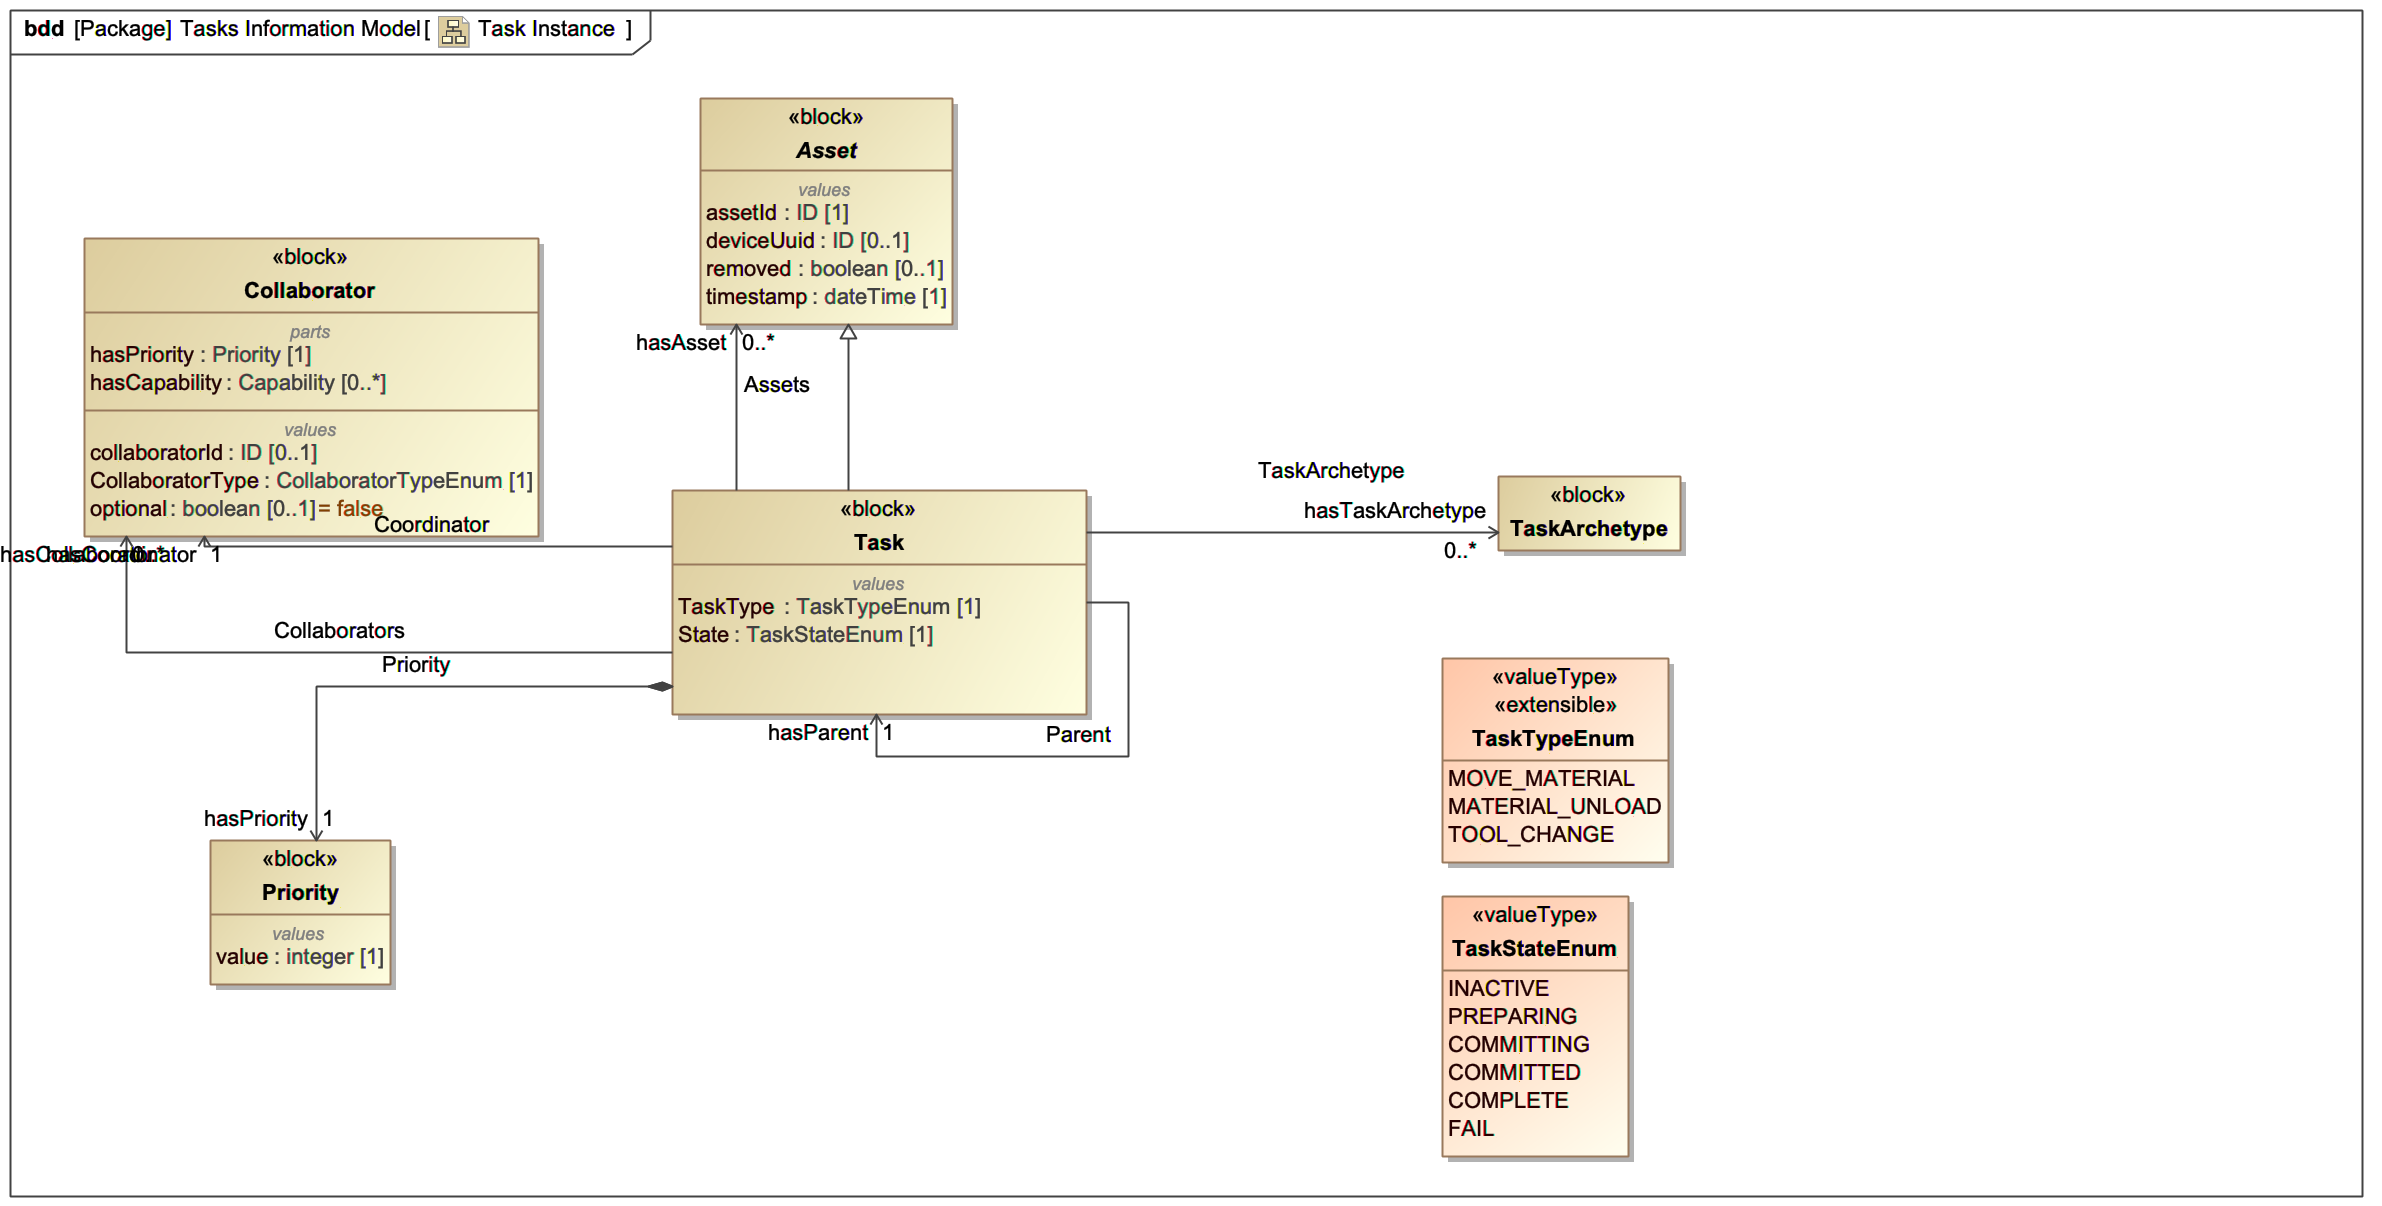 bdd [Package] Tasks Information Model [ Task Instance ]
«block»
Asset
values
assetId : ID [1]
deviceUuid : ID [0..1]
removed : boolean [0..1]
timestamp : dateTime [1]
hasAsset 0..*
Assets
«block»
Collaborator
parts
hasPriority : Priority [1]
hasCapability : Capability [0..*]
values
collaboratorId : ID [0..1]
CollaboratorType : CollaboratorTypeEnum [1]
optional : boolean [0..1] = false
Coordinator
hasCollaborator 0..*
hasCoordinator 1
Collaborators
Priority
«block»
Task
values
TaskType : TaskTypeEnum [1]
State : TaskStateEnum [1]
hasParent 1
Parent
TaskArchetype
hasTaskArchetype
0..*
«block»
TaskArchetype
hasPriority 1
«block»
Priority
values
value : integer [1]
«valueType»
«extensible»
TaskTypeEnum
MOVE_MATERIAL
MATERIAL_UNLOAD
TOOL_CHANGE
«valueType»
TaskStateEnum
INACTIVE
PREPARING
COMMITTING
COMMITTED
COMPLETE
FAIL